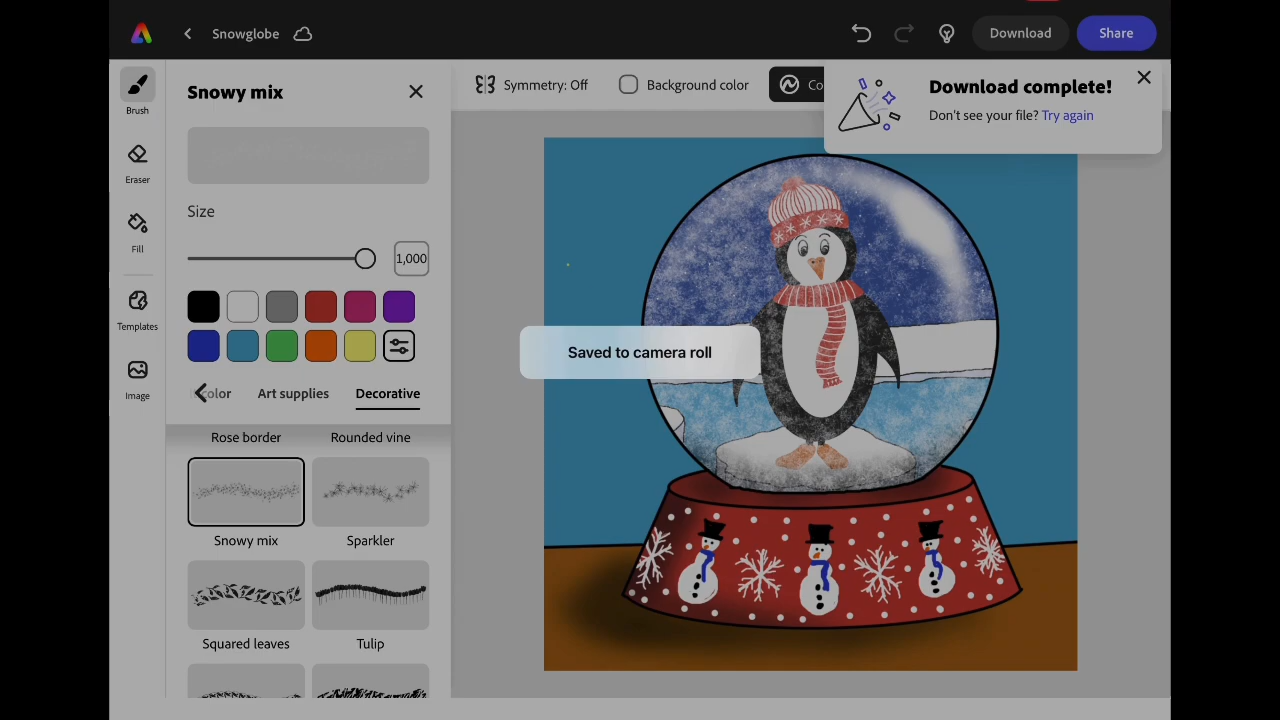 Snowglobe
Download
Share
Symmetry: Off
Background color
Co
Download complete!
Don't see your file? Try again
Brush
Eraser
Fill
Templates
Image
Snowy mix
Size
1,000
color
Art supplies
Decorative
Rose border
Rounded vine
Snowy mix
Sparkler
Squared leaves
Tulip
Saved to camera roll